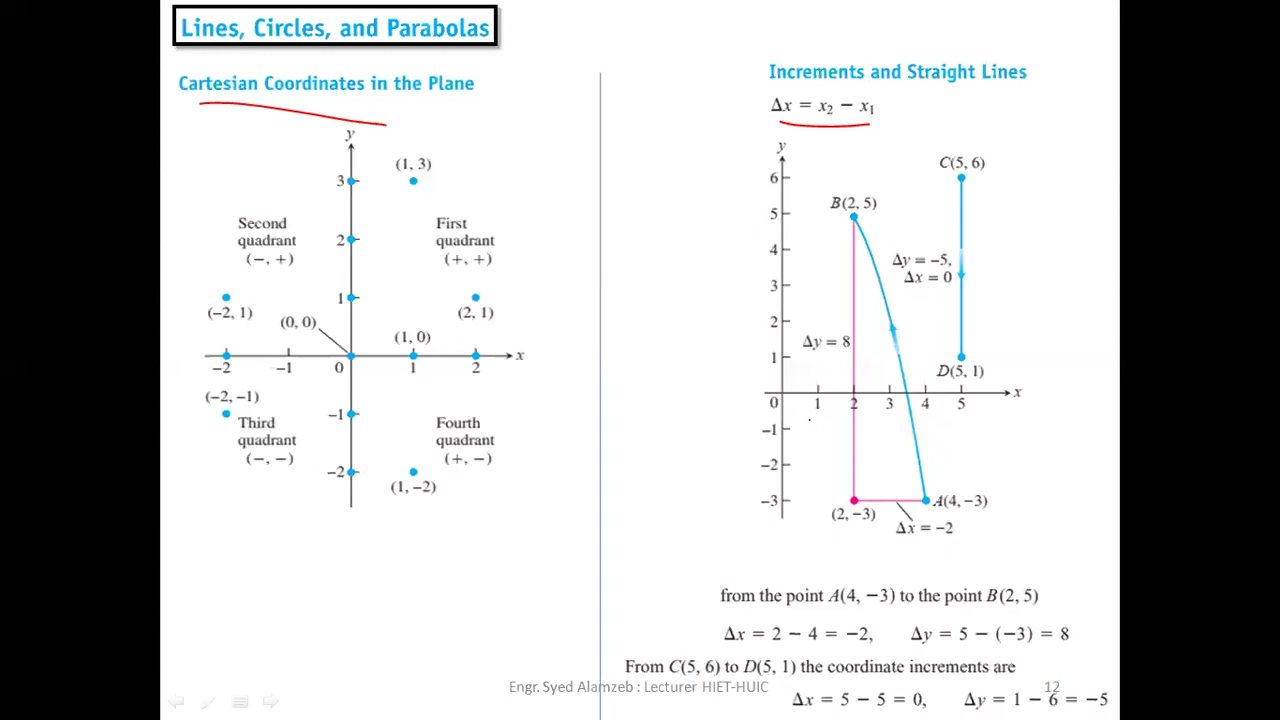 Lines, Circles, and Parabolas
Cartesian Coordinates in the Plane
y
3
(1, 3)
Second
quadrant
(−, +)
First
quadrant
(+, +)
2
(−2, 1)
1
(2, 1)
(0, 0)
(1, 0)
x
−2
−1
0
1
2
(−2, −1)
Third
quadrant
(−, −)
−1
Fourth
quadrant
(+, −)
−2
(1, −2)
Increments and Straight Lines
Δx = x₂ − x₁
y
C(5, 6)
6
B(2, 5)
5
4
Δy = −5,
Δx = 0
3
2
Δy = 8
1
D(5, 1)
x
0
1
2
3
4
5
−1
−2
−3
A(4, −3)
(2, −3)
Δx = −2
from the point A(4, −3) to the point B(2, 5)
Δx = 2 − 4 = −2, Δy = 5 − (−3) = 8
From C(5, 6) to D(5, 1) the coordinate increments are
Engr. Syed Alamzeb : Lecturer HIET-HUIC
12
Δx = 5 − 5 = 0, Δy = 1 − 6 = −5